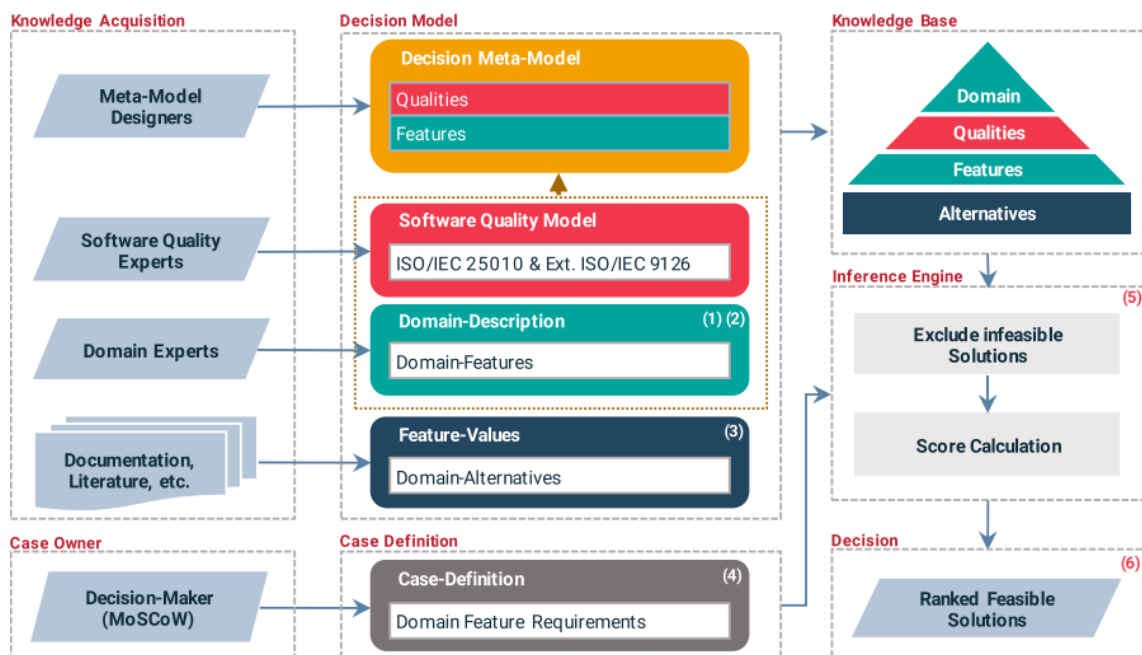 Knowledge Acquisition
Meta-Model
Designers
Software Quality
Experts
Domain Experts
Documentation,
Literature, etc.
Decision Model
Decision Meta-Model
Qualities
Features
Software Quality Model
ISO/IEC 25010 & Ext. ISO/IEC 9126
Domain-Description (1) (2)
Domain-Features
Feature-Values (3)
Domain-Alternatives
Knowledge Base
Domain
Qualities
Features
Alternatives
Inference Engine
(5)
Exclude infeasible
Solutions
Score Calculation
Case Owner
Decision-Maker
(MoSCoW)
Case Definition
Case-Definition (4)
Domain Feature Requirements
Decision
(6)
Ranked Feasible
Solutions